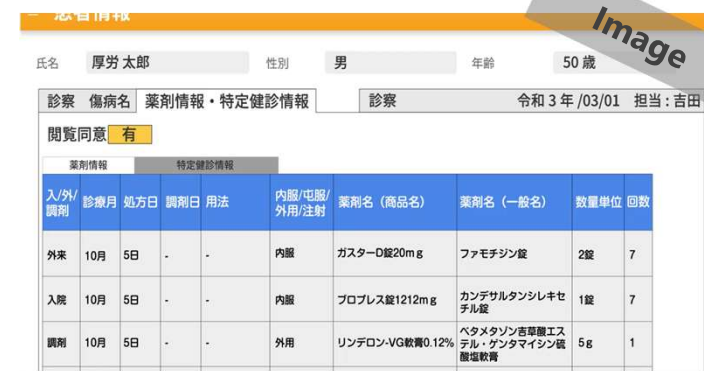 患者情報
Image
氏名 厚労 太郎 性別 男 年齢 50 歳
診察 傷病名 薬剤情報・特定健診情報 診察 令和 3 年 /03/01 担当 : 吉田
閲覧同意 有
薬剤情報 特定健診情報
入/外/調剤 診療月 処方日 調剤日 用法 内服/屯服/外用/注射 薬剤名（商品名） 薬剤名（一般名） 数量単位 回数
外来 10月 5日 - - 内服 ガスターD錠20mg ファモチジン錠 2錠 7
入院 10月 5日 - - 内服 ブロプレス錠1212mg カンデサルタンシレキセチル錠 1錠 7
調剤 10月 5日 - - 外用 リンデロン-VG軟膏0.12% ベタメタゾン吉草酸エステル・ゲンタマイシン硫酸塩軟膏 5g 1